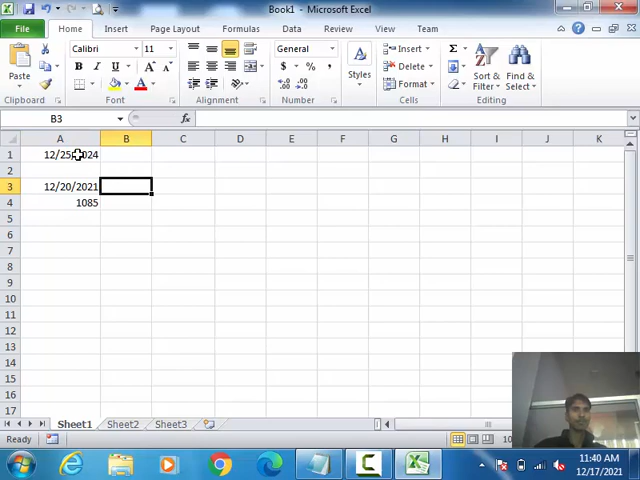 Book1 - Microsoft Excel
File Home Insert Page Layout Formulas Data Review View Team
Paste Calibri 11 General Styles Insert Delete Format Sort & Filter Find & Select
B I U A A $ % , Σ
Clipboard Font Alignment Number Cells Editing
B3 fx
A B C D E F G H I J K
1 12/25/2024
2
3 12/20/2021
4 1085
5
6
7
8
9
10
11
12
13
14
15
16
17
Sheet1 Sheet2 Sheet3
Ready 10
11:40 AM
12/17/2021